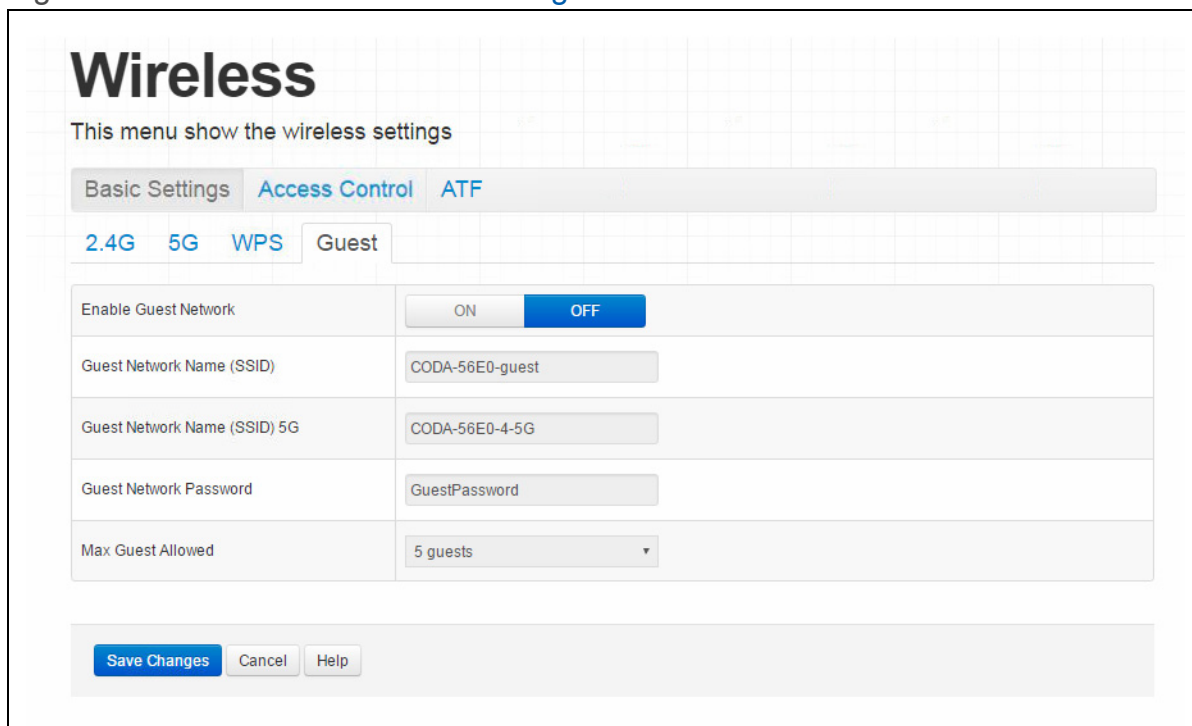 Wireless
This menu show the wireless settings
Basic Settings Access Control ATF
2.4G 5G WPS Guest
Enable Guest Network ON OFF
Guest Network Name (SSID) CODA-56E0-guest
Guest Network Name (SSID) 5G CODA-56E0-4-5G
Guest Network Password GuestPassword
Max Guest Allowed 5 guests
Save Changes Cancel Help